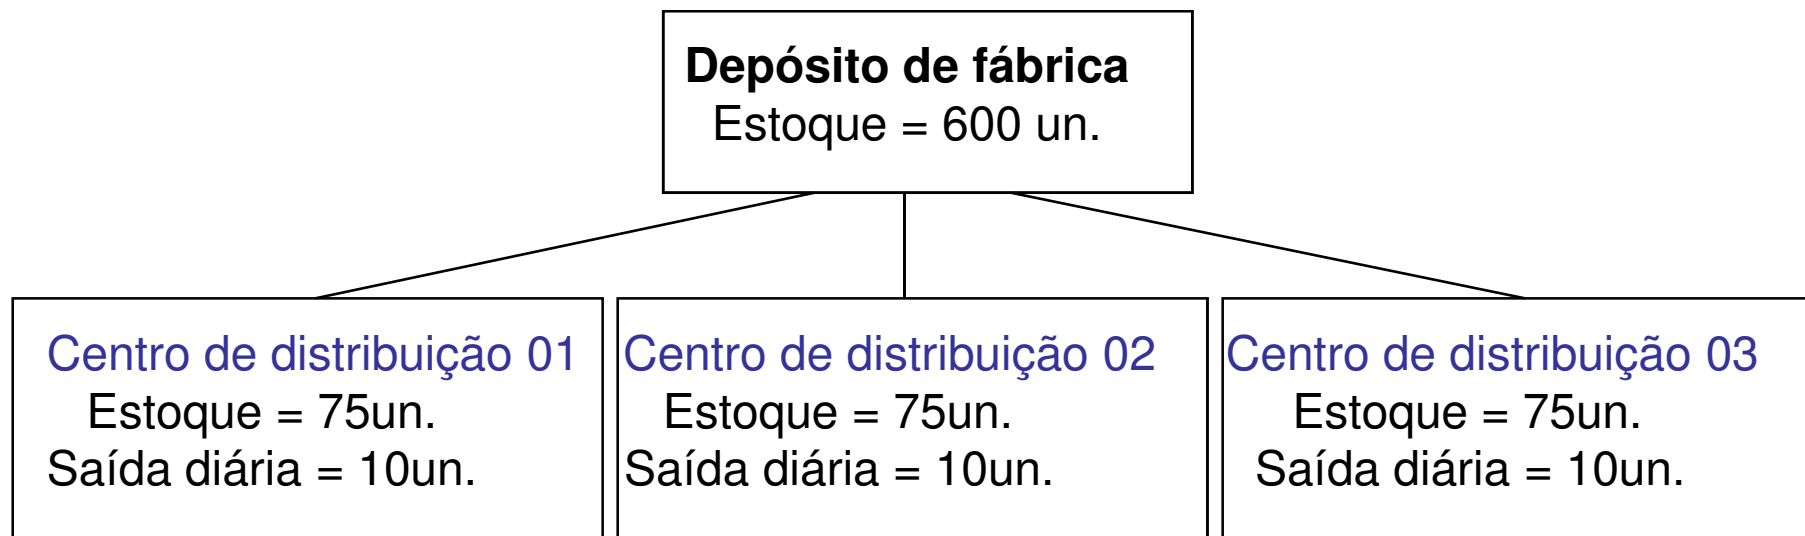 Depósito de fábrica
Estoque = 600 un.
Centro de distribuição 01
Estoque = 75un.
Saída diária = 10un.
Centro de distribuição 02
Estoque = 75un.
Saída diária = 10un.
Centro de distribuição 03
Estoque = 75un.
Saída diária = 10un.